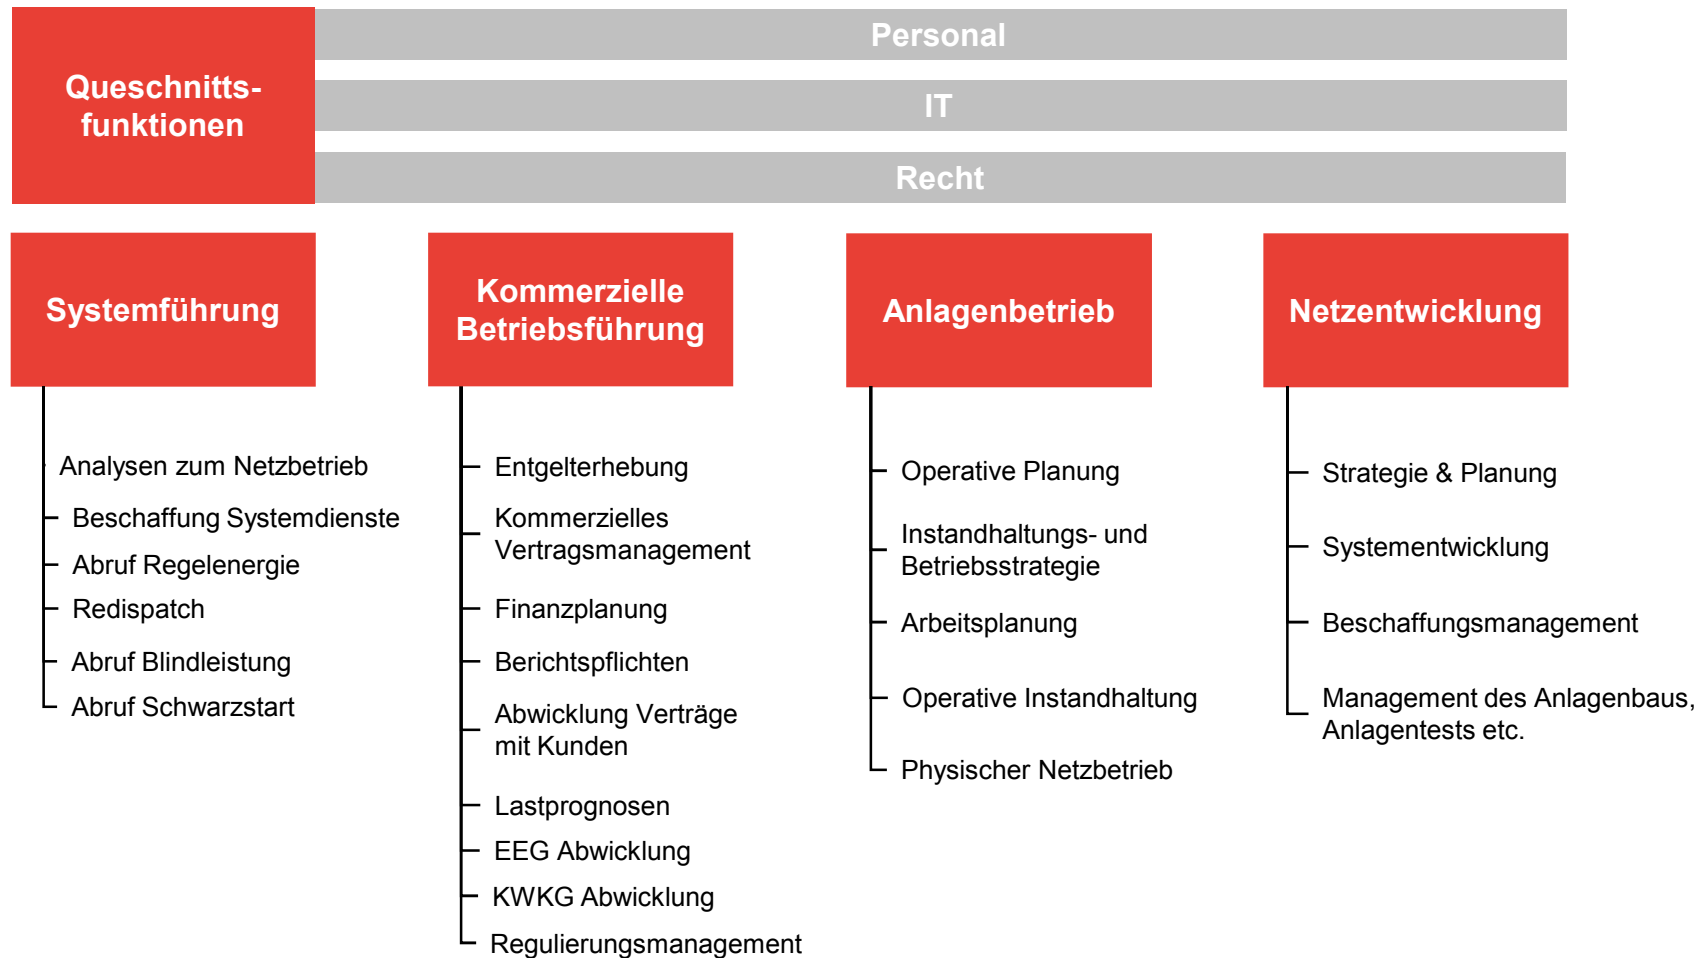 Queschnitts-
funktionen
Personal
IT
Recht
Systemführung
Analysen zum Netzbetrieb
Beschaffung Systemdienste
Abruf Regelenergie
Redispatch
Abruf Blindleistung
Abruf Schwarzstart
Kommerzielle
Betriebsführung
Entgelterhebung
Kommerzielles
Vertragsmanagement
Finanzplanung
Berichtspflichten
Abwicklung Verträge
mit Kunden
Lastprognosen
EEG Abwicklung
KWKG Abwicklung
Regulierungsmanagement
Anlagenbetrieb
Operative Planung
Instandhaltungs- und
Betriebsstrategie
Arbeitsplanung
Operative Instandhaltung
Physischer Netzbetrieb
Netzentwicklung
Strategie & Planung
Systementwicklung
Beschaffungsmanagement
Management des Anlagenbaus,
Anlagentests etc.